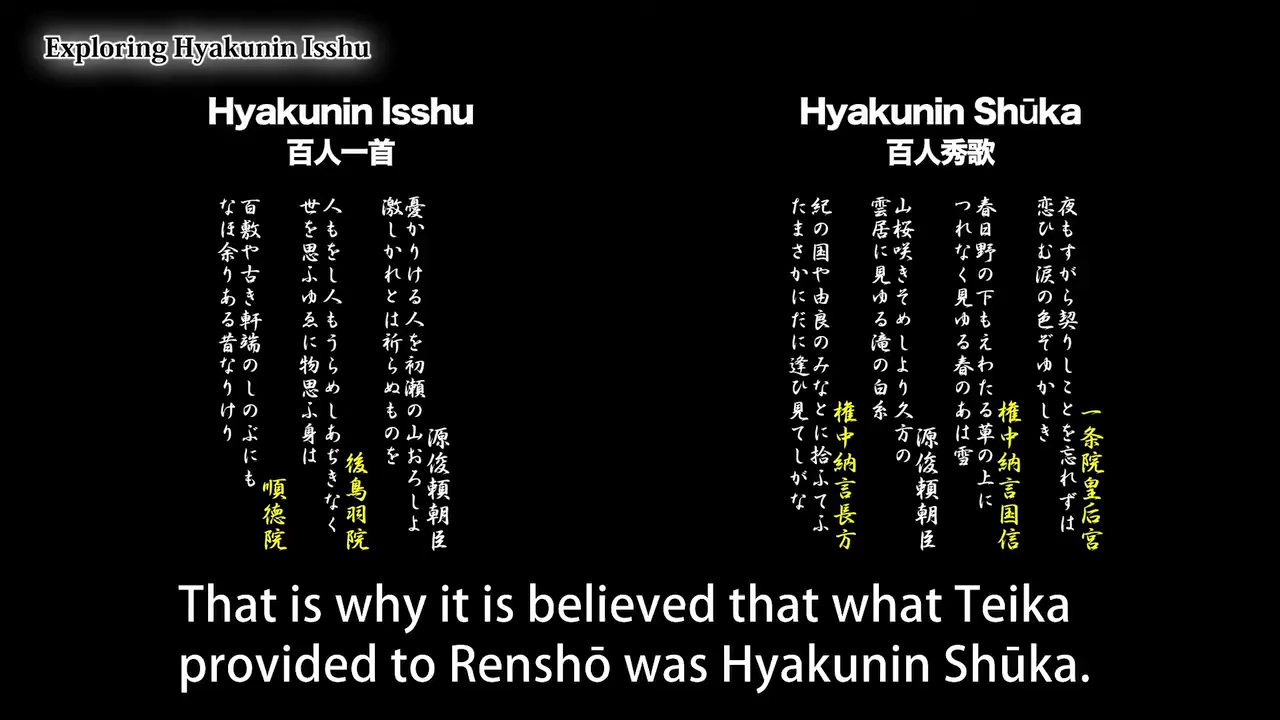 Exploring Hyakunin Isshu
Hyakunin Isshu
百人一首
憂かりける人を初瀬の山おろしよ
激しかれとは祈らぬものを
源俊頼朝臣
人もをし人もうらめしあぢきなく
世を思ふゆゑに物思ふ身は
後鳥羽院
百敷や古き軒端のしのぶにも
なほ余りある昔なりけり
順徳院
Hyakunin Shūka
百人秀歌
一条院皇后宮
夜もすがら契りしことを忘れずは
恋ひむ涙の色ぞゆかしき
権中納言国信
春日野の下もえわたる草の上に
つれなく見ゆる春のあは雪
源俊頼朝臣
山桜咲きそめしより久方の
雲居に見ゆる滝の白糸
権中納言長方
紀の国や由良のみなとに拾ふてふ
たまさかにだに逢ひ見てしがな
That is why it is believed that what Teika
provided to Renshō was Hyakunin Shūka.